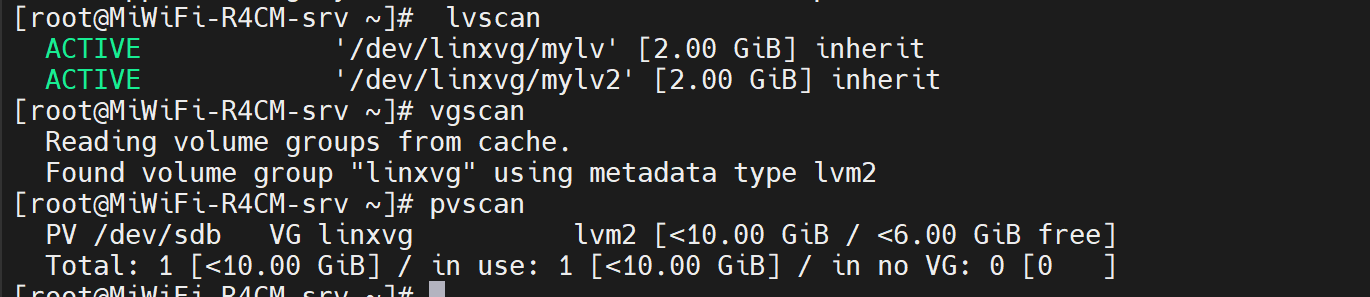 [root@MiWiFi-R4CM-srv ~]#  lvscan
  ACTIVE            '/dev/linxvg/mylv' [2.00 GiB] inherit
  ACTIVE            '/dev/linxvg/mylv2' [2.00 GiB] inherit
[root@MiWiFi-R4CM-srv ~]# vgscan
  Reading volume groups from cache.
  Found volume group "linxvg" using metadata type lvm2
[root@MiWiFi-R4CM-srv ~]# pvscan
  PV /dev/sdb   VG linxvg          lvm2 [<10.00 GiB / <6.00 GiB free]
  Total: 1 [<10.00 GiB] / in use: 1 [<10.00 GiB] / in no VG: 0 [0   ]
[root@MiWiFi-R4CM-srv ~]#